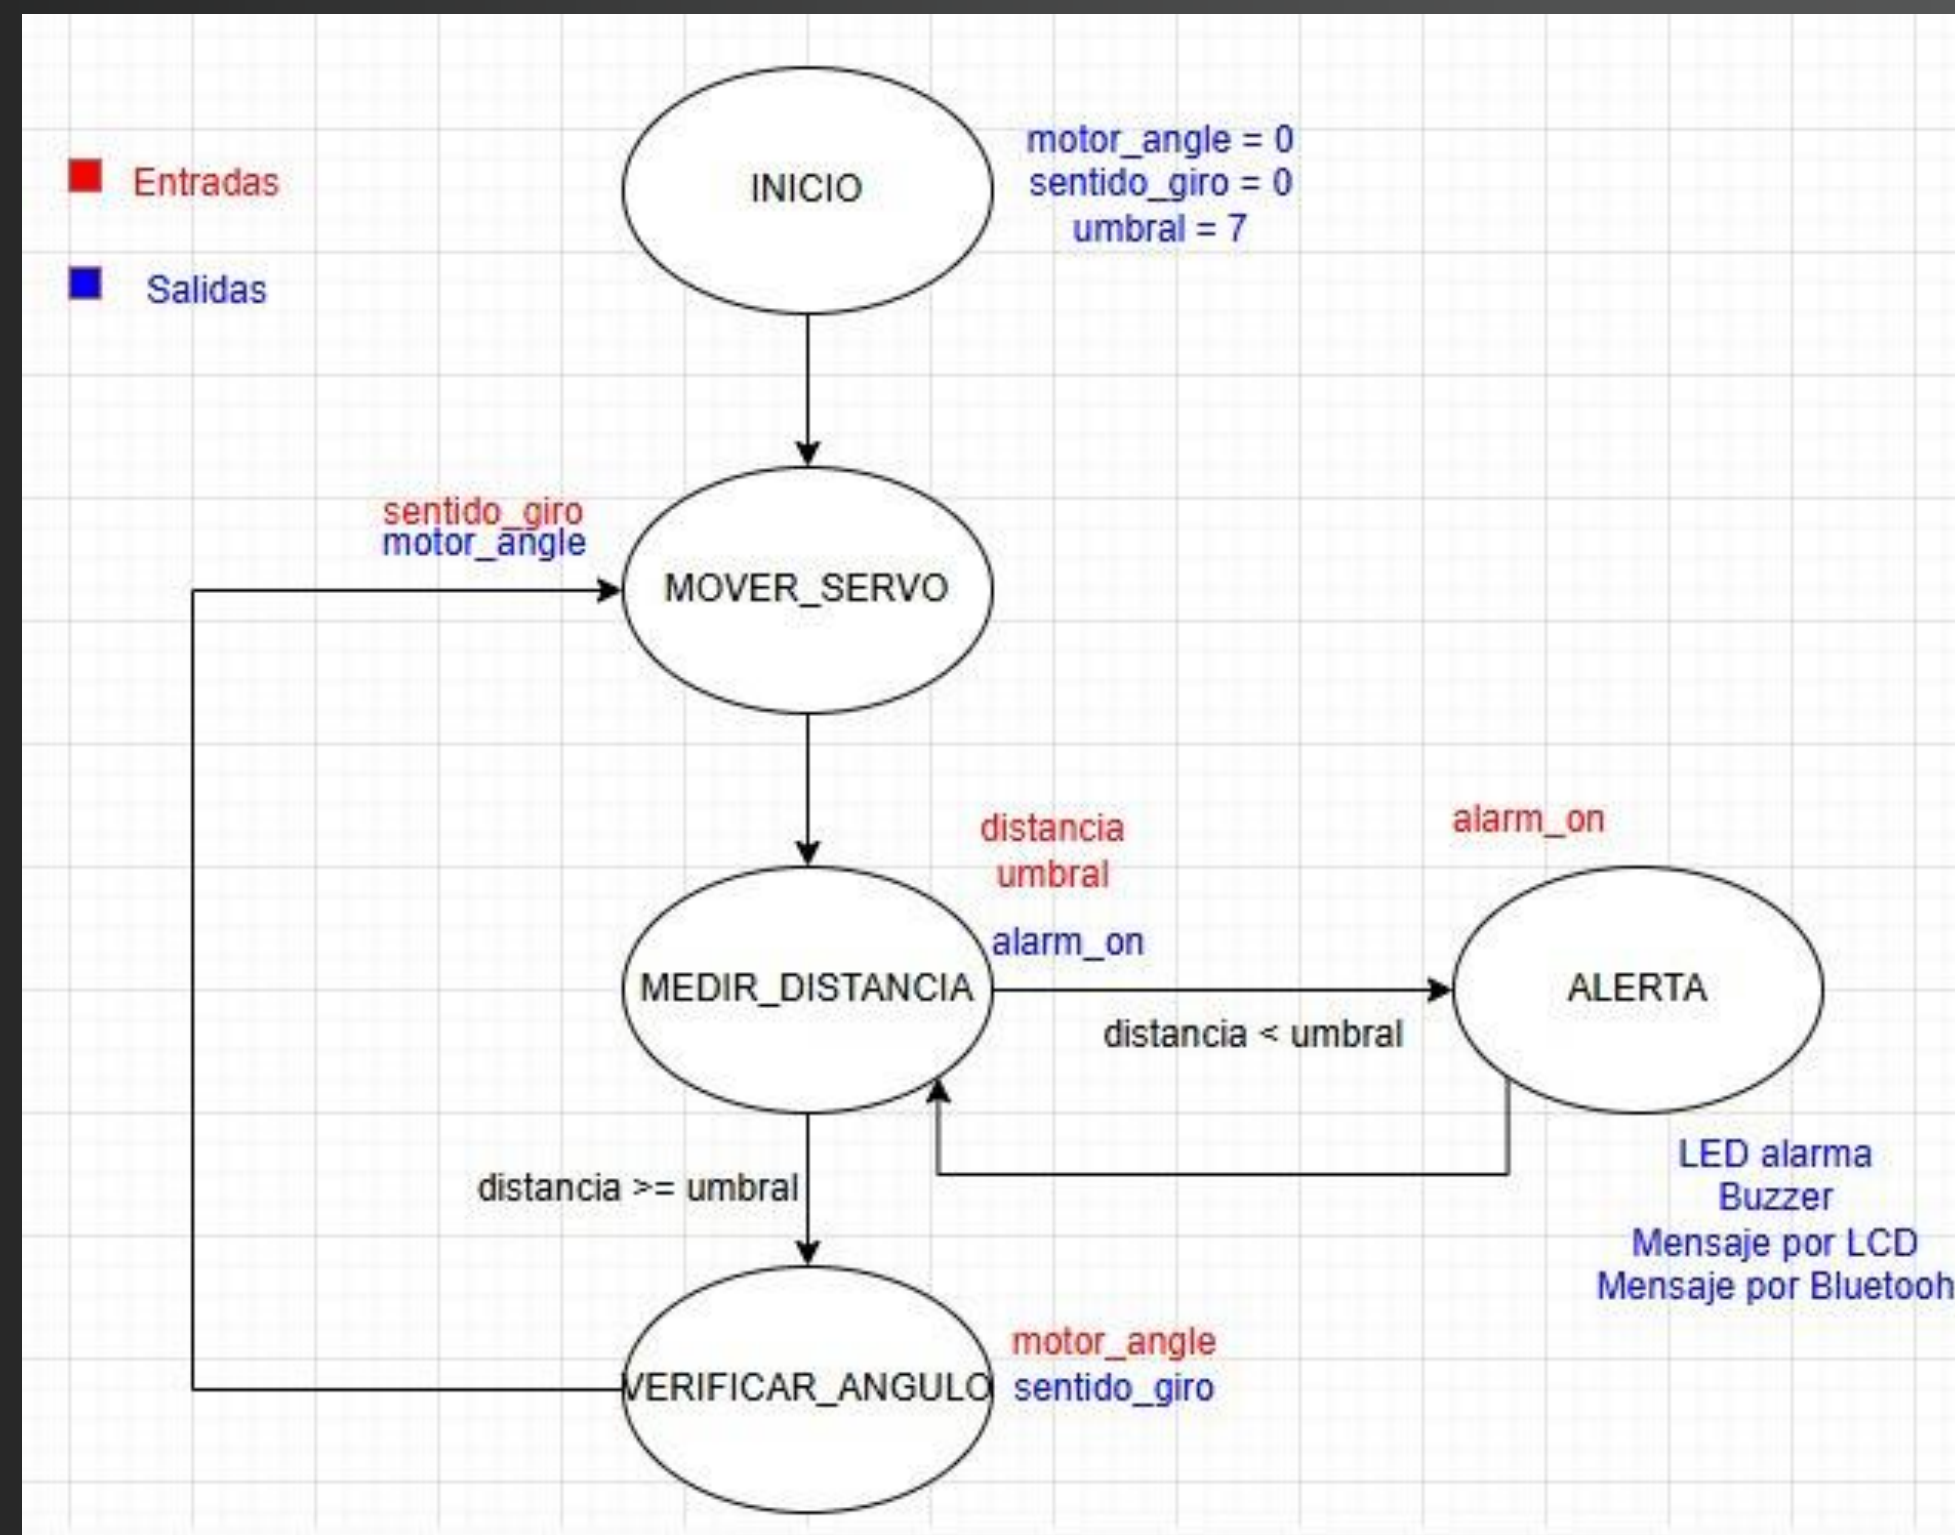 Entradas
Salidas
INICIO
motor_angle = 0
sentido_giro = 0
umbral = 7
sentido_giro
motor_angle
MOVER_SERVO
distancia
umbral
alarm_on
alarm_on
MEDIR_DISTANCIA
ALERTA
distancia < umbral
distancia >= umbral
LED alarma
Buzzer
Mensaje por LCD
Mensaje por Bluetooh
VERIFICAR_ANGULO
motor_angle
sentido_giro